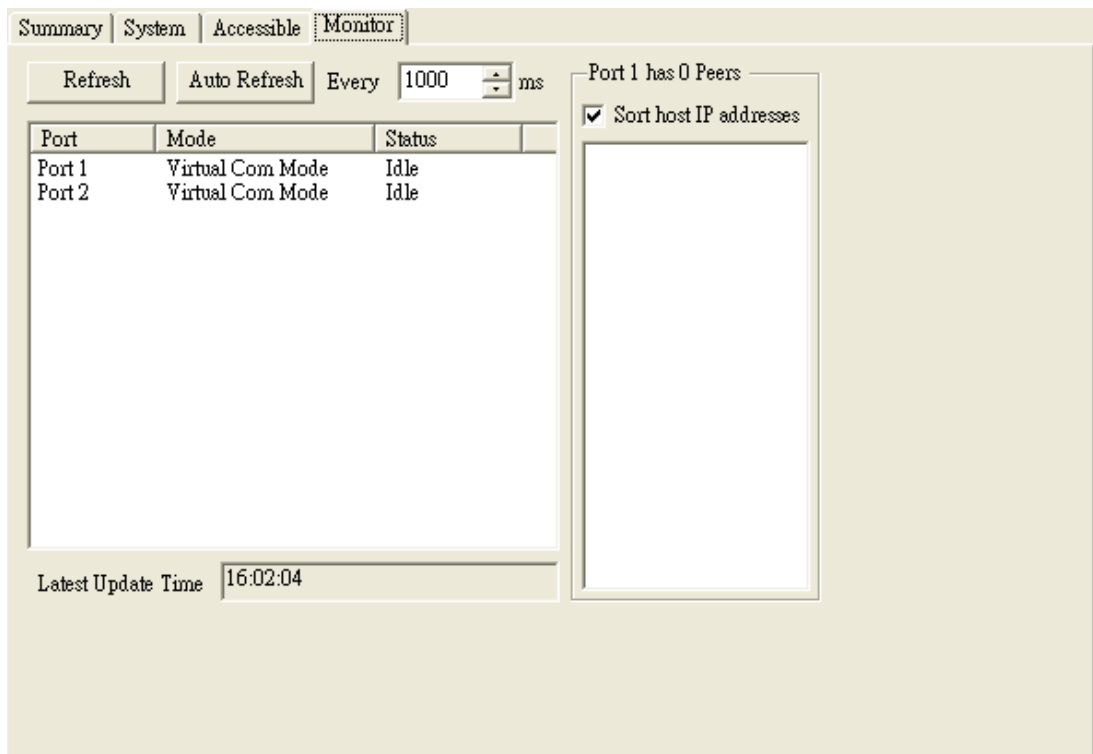 Summary System Accessible Monitor
Refresh Auto Refresh Every 1000 ms
Port Mode Status
Port 1 Virtual Com Mode Idle
Port 2 Virtual Com Mode Idle
Latest Update Time 16:02:04
Port 1 has 0 Peers
Sort host IP addresses